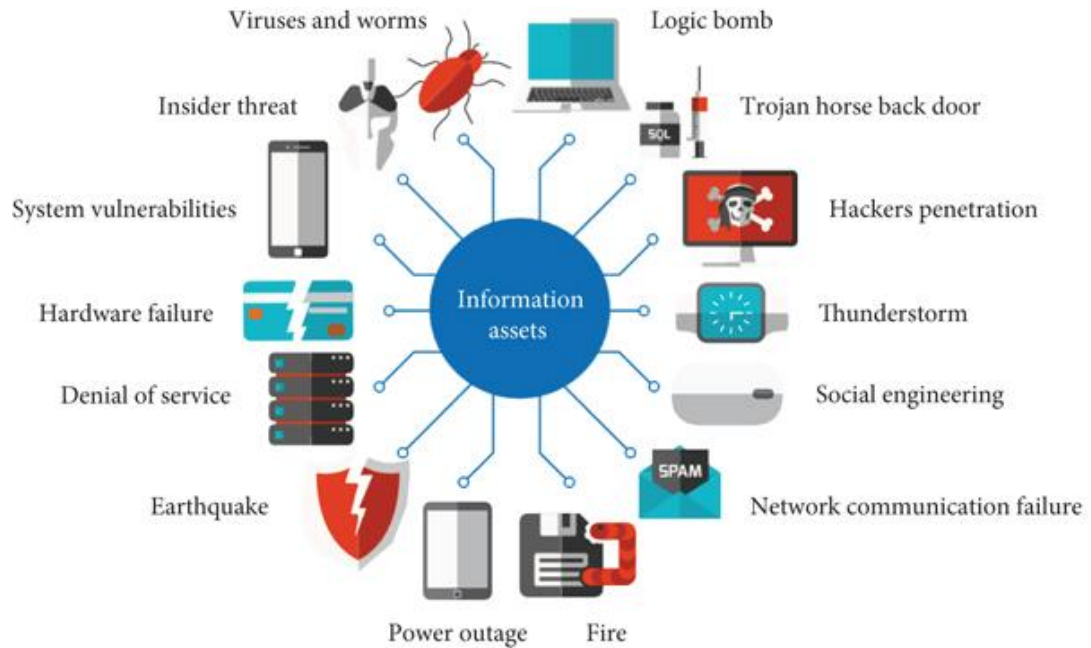 Viruses and worms
Logic bomb
Insider threat
SQL
Trojan horse back door
System vulnerabilities
Hackers penetration
Hardware failure
Information
assets
Thunderstorm
Denial of service
Social engineering
Earthquake
SPAM
Network communication failure
Power outage
Fire